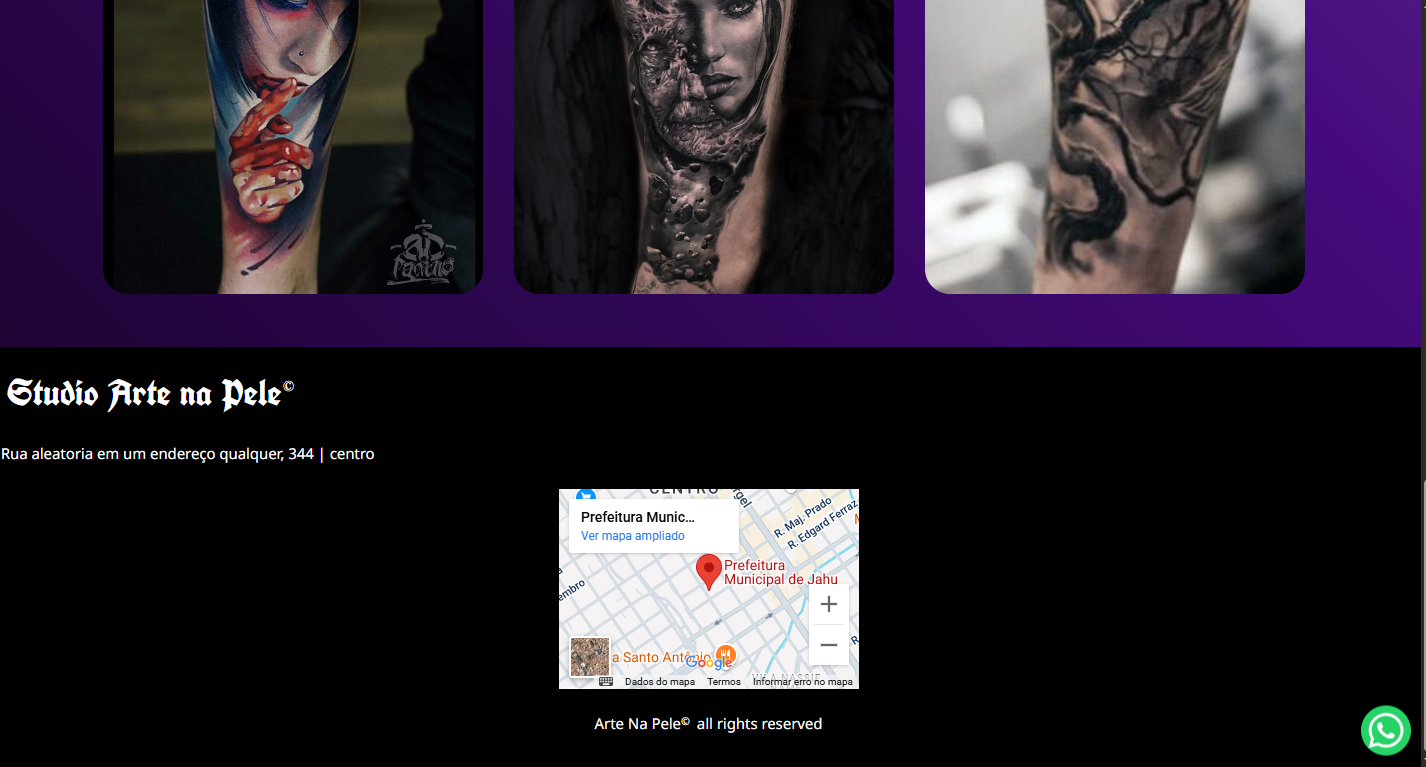 Studio Arte na Pele©
Rua aleatoria em um endereço qualquer, 344 | centro
CENTRO
Prefeitura Munic...
Ver mapa ampliado
R. Maj. Prado
R. Edgard Ferraz
Prefeitura
Municipal de Jahu
embro
a Santo Antônio
Google
Dados do mapa
Termos
Informar erro no mapa
Arte Na Pele© all rights reserved